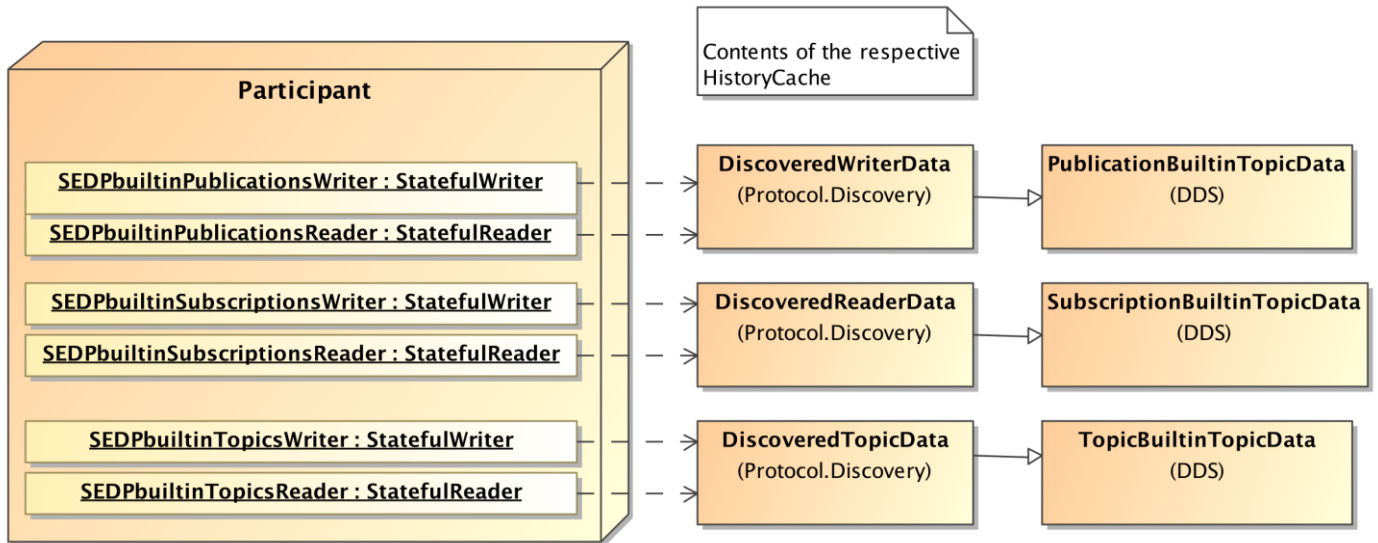 Contents of the respective
HistoryCache
Participant
SEDPbuiltinPublicationsWriter : StatefulWriter
SEDPbuiltinPublicationsReader : StatefulReader
SEDPbuiltinSubscriptionsWriter : StatefulWriter
SEDPbuiltinSubscriptionsReader : StatefulReader
SEDPbuiltinTopicsWriter : StatefulWriter
SEDPbuiltinTopicsReader : StatefulReader
DiscoveredWriterData
(Protocol.Discovery)
PublicationBuiltinTopicData
(DDS)
DiscoveredReaderData
(Protocol.Discovery)
SubscriptionBuiltinTopicData
(DDS)
DiscoveredTopicData
(Protocol.Discovery)
TopicBuiltinTopicData
(DDS)